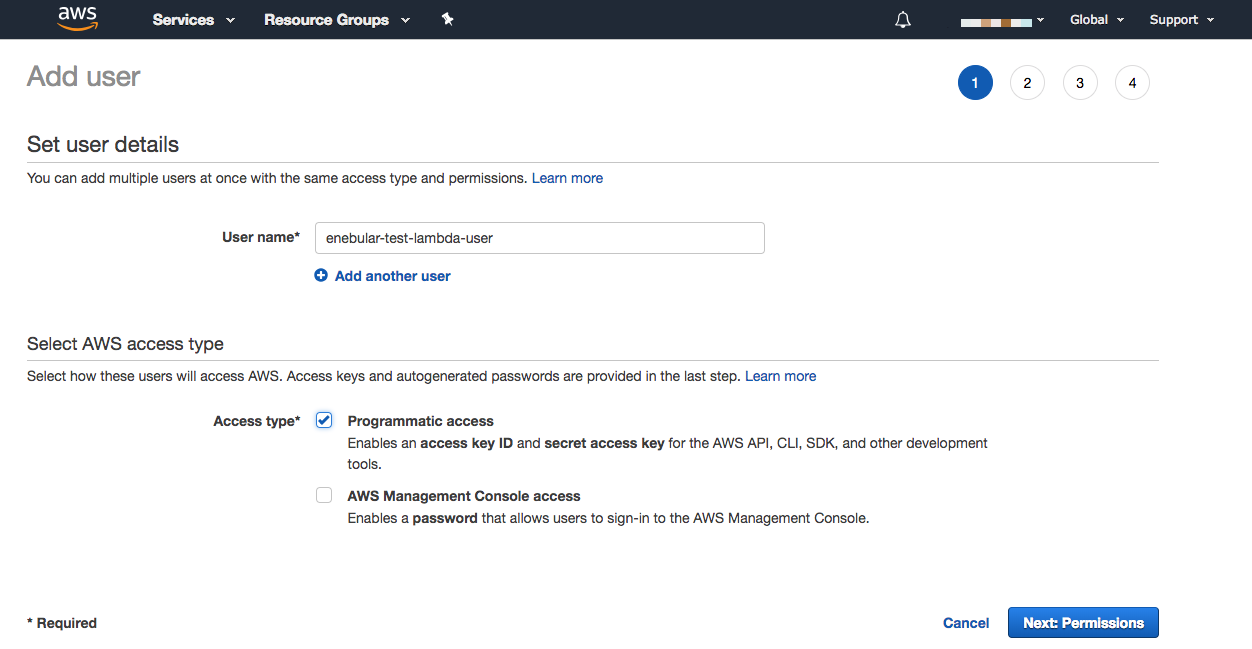 aws Services Resource Groups Global Support
Add user
1 2 3 4
Set user details
You can add multiple users at once with the same access type and permissions. Learn more
User name* enebular-test-lambda-user
Add another user
Select AWS access type
Select how these users will access AWS. Access keys and autogenerated passwords are provided in the last step. Learn more
Access type* Programmatic access
Enables an access key ID and secret access key for the AWS API, CLI, SDK, and other development
tools.
AWS Management Console access
Enables a password that allows users to sign-in to the AWS Management Console.
* Required Cancel Next: Permissions